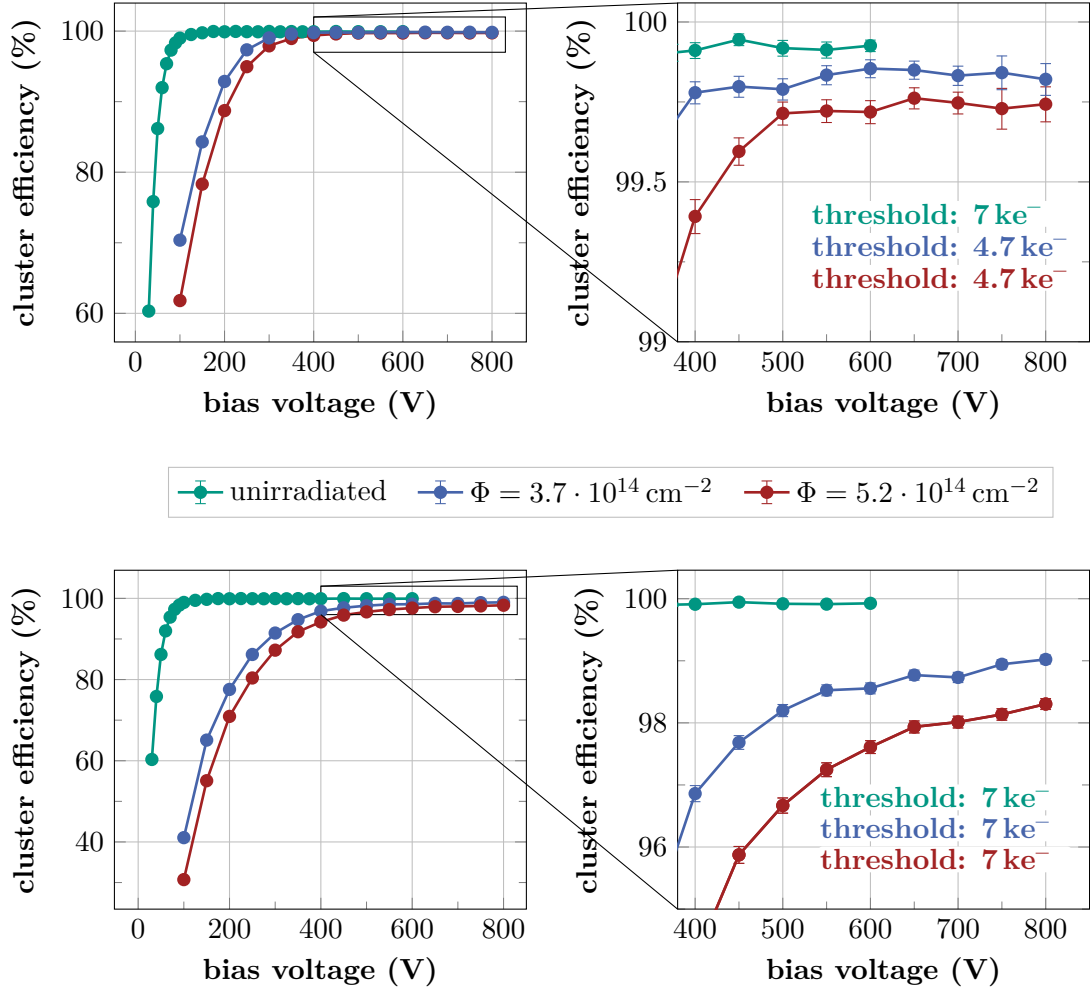 cluster efficiency (%)
100
80
60
0 200 400 600 800
bias voltage (V)
cluster efficiency (%)
100
99.5
99
400 500 600 700 800
bias voltage (V)
threshold: 7 ke⁻
threshold: 4.7 ke⁻
threshold: 4.7 ke⁻
unirradiated Φ = 3.7 · 10¹⁴ cm⁻² Φ = 5.2 · 10¹⁴ cm⁻²
cluster efficiency (%)
100
80
60
40
0 200 400 600 800
bias voltage (V)
cluster efficiency (%)
100
98
96
400 500 600 700 800
bias voltage (V)
threshold: 7 ke⁻
threshold: 7 ke⁻
threshold: 7 ke⁻